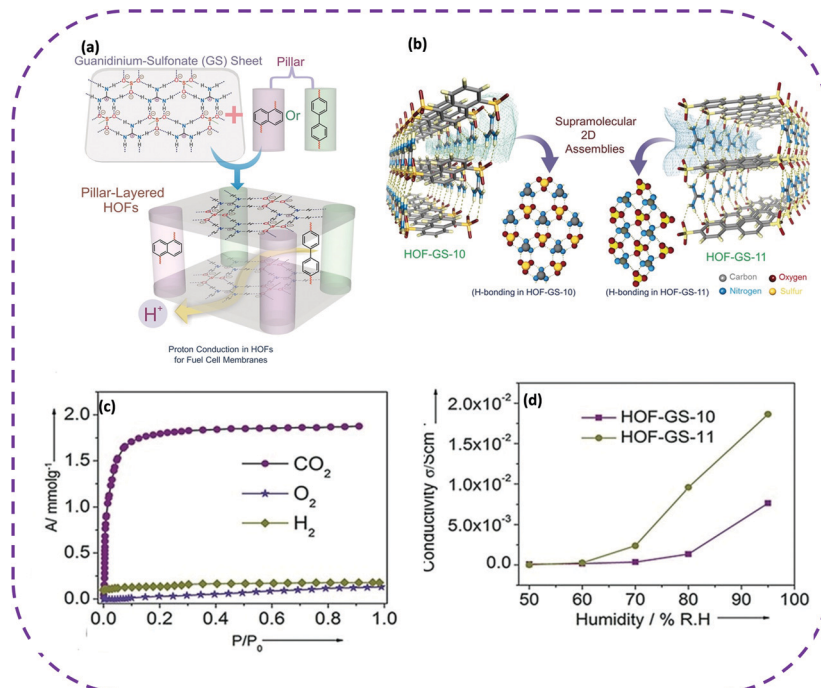 (a)
Guanidinium-Sulfonate (GS) Sheet
Pillar
Or
Pillar-Layered
HOFs
H+
Proton Conduction in HOFs
for Fuel Cell Membranes
(b)
Supramolecular
2D
Assemblies
HOF-GS-10
HOF-GS-11
(H-bonding in HOF-GS-10)
(H-bonding in HOF-GS-11)
Carbon
Oxygen
Nitrogen
Sulfur
(c)
A/ mmolg-1
2.0
1.5
1.0
0.5
0.0
CO2
O2
H2
0.0 0.2 0.4 0.6 0.8 1.0
P/P0
(d)
Conductivity σ/Scm-1
2.0x10-2
1.5x10-2
1.0x10-2
5.0x10-3
0.0
HOF-GS-10
HOF-GS-11
50 60 70 80 90 100
Humidity / % R.H